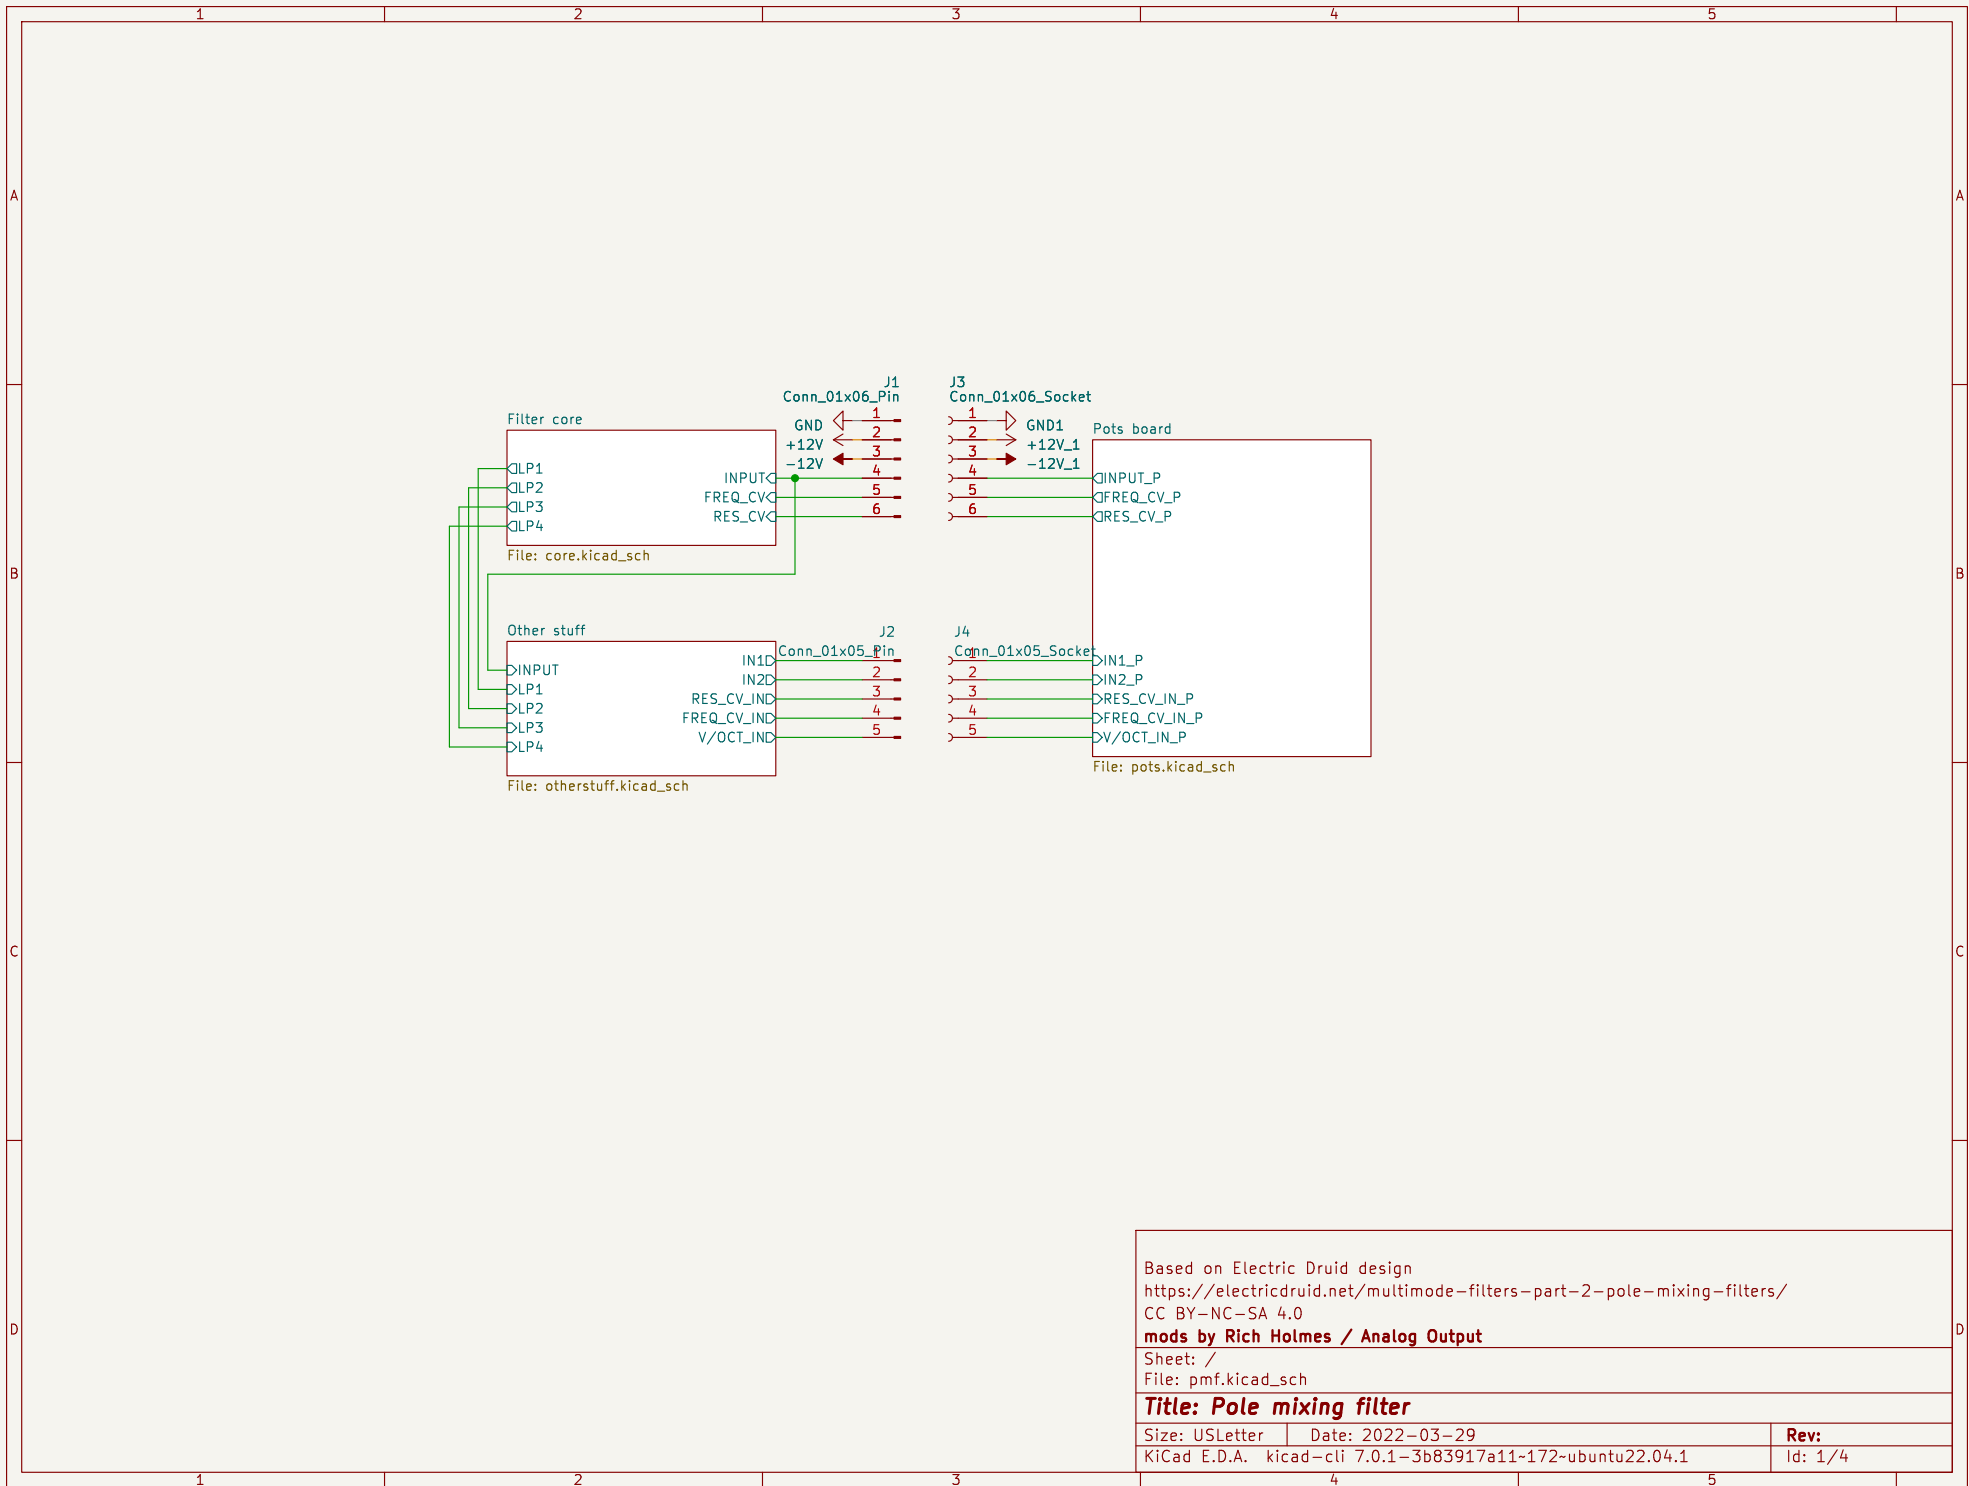 1 2 3 4 5
A A
J1 J3
Conn_01x06_Pin Conn_01x06_Socket
1 1
Filter core
GND GND1
Pots board
2 2
+12V +12V_1
3 3
-12V -12V_1
LP1
4 4
INPUT INPUT_P
LP2
5 5
FREQ_CV FREQ_CV_P
LP3
6 6
RES_CV RES_CV_P
LP4
File: core.kicad_sch
B B
Other stuff
J2 J4
Conn_01x05_Pin Conn_01x05_Socket
IN1 1 1 IN1_P
INPUT
IN2 2 2 IN2_P
LP1
RES_CV_IN 3 3 RES_CV_IN_P
LP2
FREQ_CV_IN 4 4 FREQ_CV_IN_P
LP3
V/OCT_IN 5 5 V/OCT_IN_P
LP4
File: pots.kicad_sch
File: otherstuff.kicad_sch
C C
Based on Electric Druid design
https://electricdruid.net/multimode-filters-part-2-pole-mixing-filters/
CC BY-NC-SA 4.0
D D
mods by Rich Holmes / Analog Output
Sheet: /
File: pmf.kicad_sch
Title: Pole mixing filter
Size: USLetter Date: 2022-03-29 Rev:
KiCad E.D.A. kicad-cli 7.0.1-3b83917a11~172~ubuntu22.04.1 Id: 1/4
1 2 3 4 5